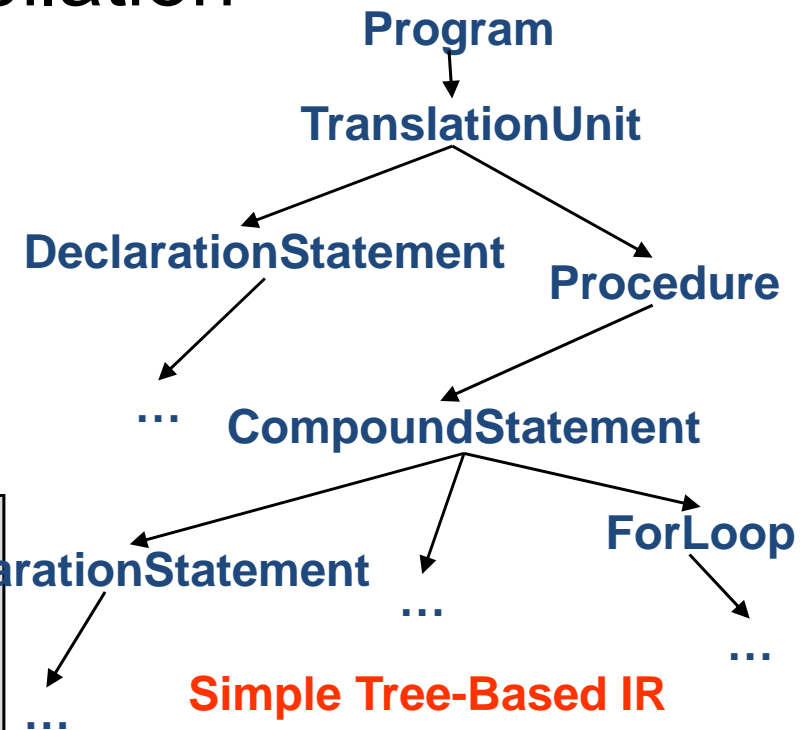 Program
TranslationUnit
DeclarationStatement
Procedure
...
CompoundStatement
ForLoop
arationStatement
...
...
Simple Tree-Based IR
...